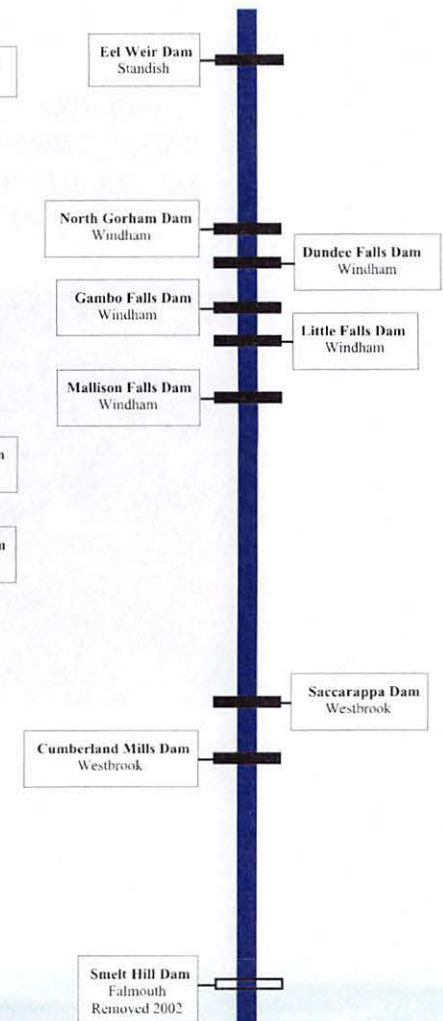 Eel Weir Dam
Standish
North Gorham Dam
Windham
Dundee Falls Dam
Windham
Gambo Falls Dam
Windham
Little Falls Dam
Windham
Mallison Falls Dam
Windham
Saccarappa Dam
Westbrook
Cumberland Mills Dam
Westbrook
Smelt Hill Dam
Falmouth
Removed 2002